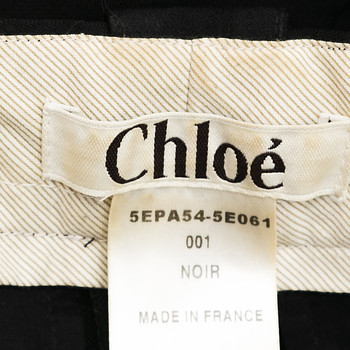 Chloé
5EPA54-5E061
001
NOIR
MADE IN FRANCE